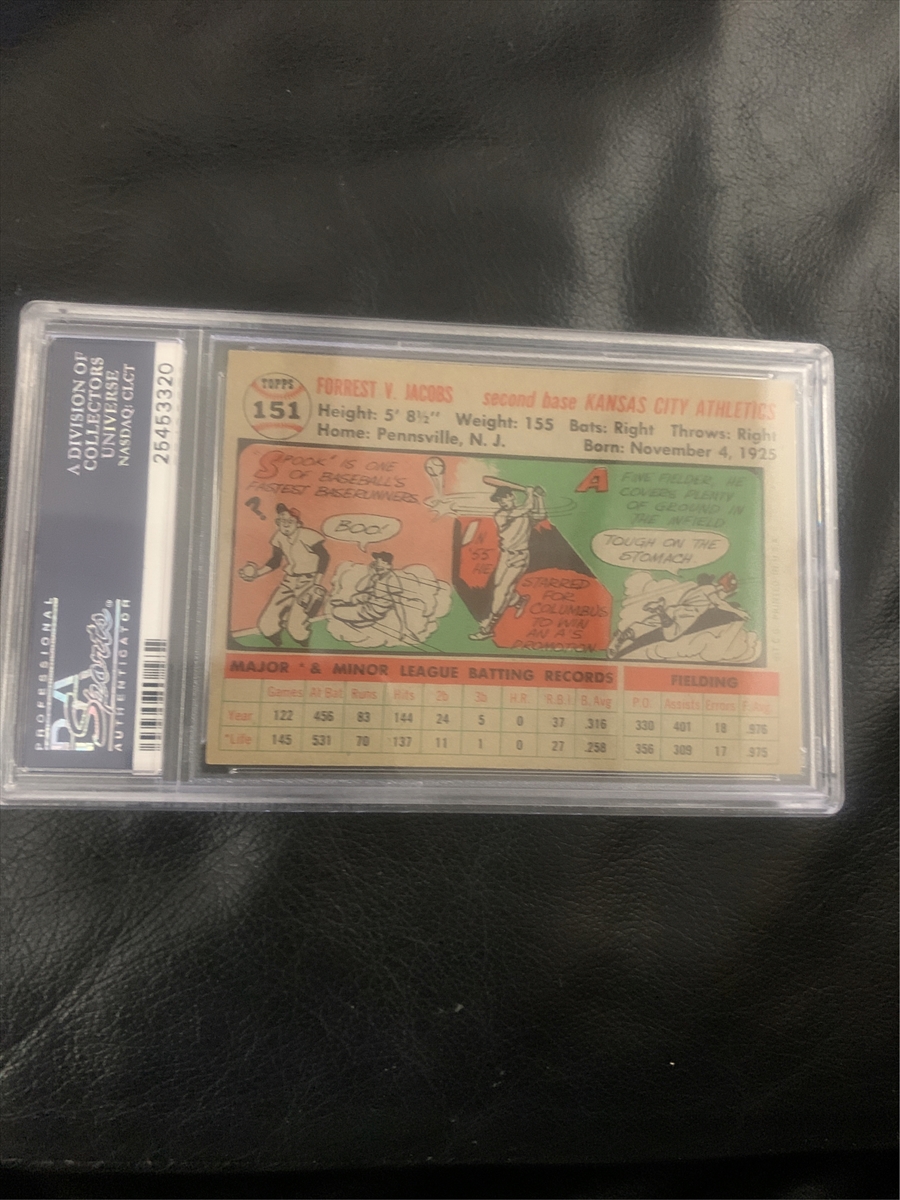 A DIVISION OF
COLLECTORS
UNIVERSE
NASDAQ: CLCT
25453320
PROFESSIONAL
PSA
Sports®
AUTHENTICATOR
TOPPS
151
FORREST V. JACOBS second base KANSAS CITY ATHLETICS
Height: 5' 8½" Weight: 155 Bats: Right Throws: Right
Home: Pennsville, N. J. Born: November 4, 1925
"SPOOK" IS ONE
OF BASEBALL'S
FASTEST BASERUNNERS.
?
BOO!
IN
'55
HE
STARRED
FOR
COLUMBUS
TO WIN
AN A'S
PROMOTION.
A FINE FIELDER, HE
COVERS PLENTY
OF GROUND IN
THE INFIELD
TOUGH ON THE
STOMACH
MAJOR * & MINOR LEAGUE BATTING RECORDS FIELDING
Games At Bat Runs Hits 2b 3b H.R. R.B.I. B. Avg. P.O. Assists Errors F. Avg.
Year 122 456 83 144 24 5 0 37 .316 330 401 18 .976
*Life 145 531 70 137 11 1 0 27 .258 356 309 17 .975